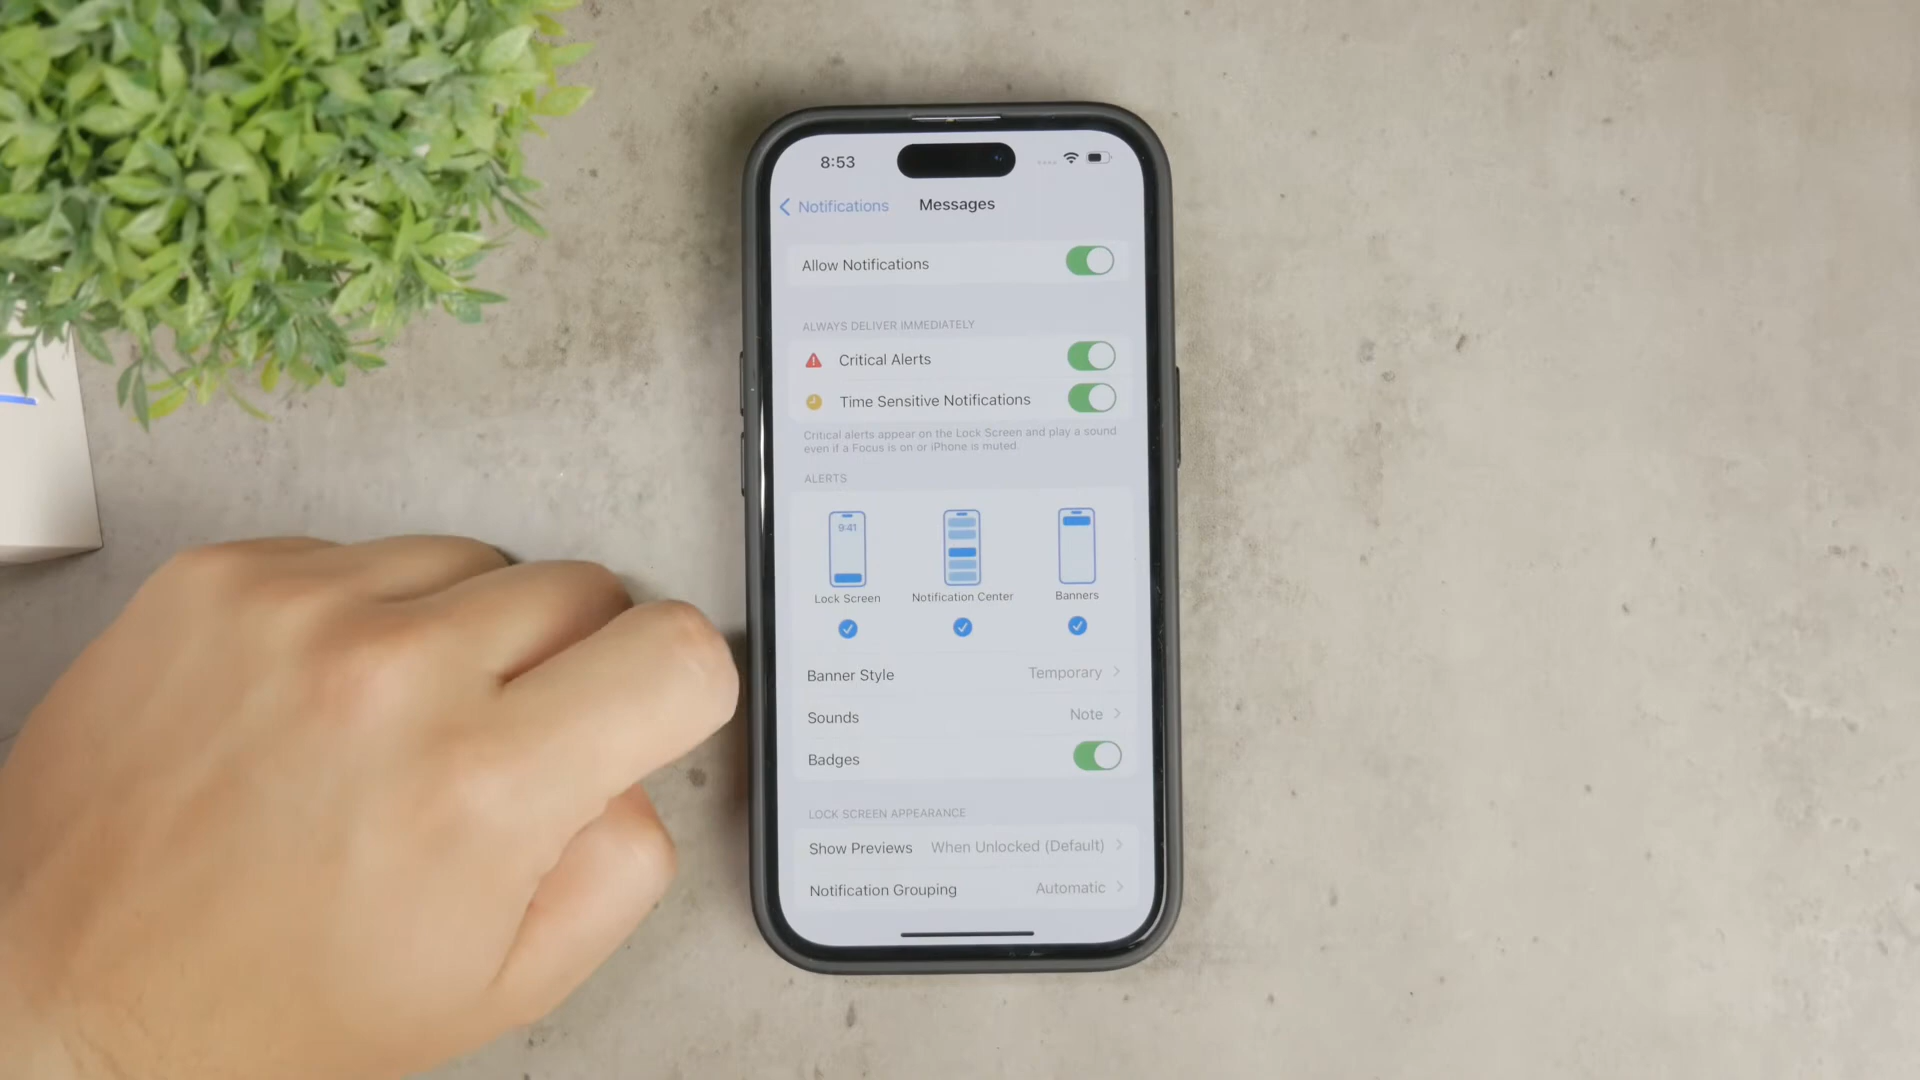 8:53
Notifications
Messages
Allow Notifications
ALWAYS DELIVER IMMEDIATELY
Critical Alerts
Time Sensitive Notifications
Critical alerts appear on the Lock Screen and play a sound
even if a Focus is on or iPhone is muted.
ALERTS
9:41
Lock Screen
Notification Center
Banners
Banner Style Temporary
Sounds Note
Badges
LOCK SCREEN APPEARANCE
Show Previews When Unlocked (Default)
Notification Grouping Automatic